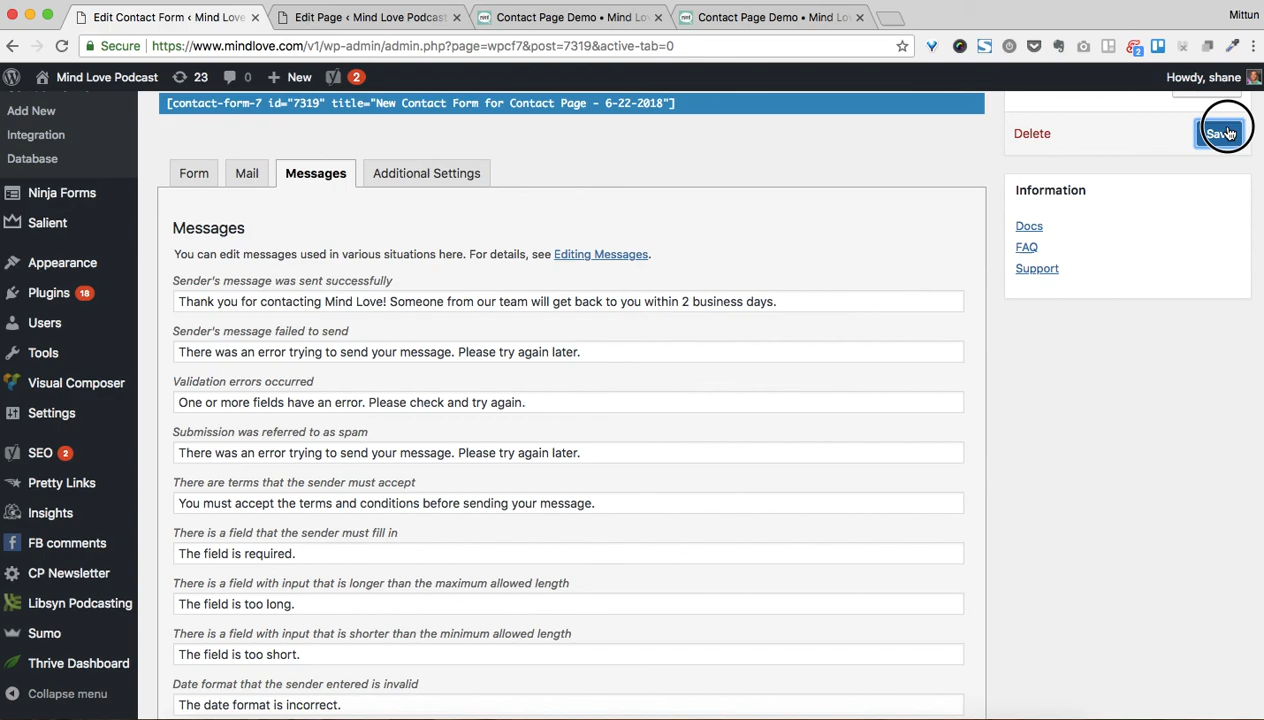 Edit Contact Form ‹ Mind Love
Edit Page ‹ Mind Love Podcast
Contact Page Demo • Mind Lov
Contact Page Demo • Mind Lov
Mittun
Secure
https://www.mindlove.com/v1/wp-admin/admin.php?page=wpcf7&post=7319&active-tab=0
2
Mind Love Podcast
23
0
New
2
Howdy, shane
Add New
Integration
Database
Ninja Forms
Salient
Appearance
Plugins 18
Users
Tools
Visual Composer
Settings
SEO 2
Pretty Links
Insights
FB comments
CP Newsletter
Libsyn Podcasting
Sumo
Thrive Dashboard
Collapse menu
[contact-form-7 id="7319" title="New Contact Form for Contact Page - 6-22-2018"]
Form
Mail
Messages
Additional Settings
Messages
You can edit messages used in various situations here. For details, see Editing Messages.
Sender's message was sent successfully
Thank you for contacting Mind Love! Someone from our team will get back to you within 2 business days.
Sender's message failed to send
There was an error trying to send your message. Please try again later.
Validation errors occurred
One or more fields have an error. Please check and try again.
Submission was referred to as spam
There was an error trying to send your message. Please try again later.
There are terms that the sender must accept
You must accept the terms and conditions before sending your message.
There is a field that the sender must fill in
The field is required.
There is a field with input that is longer than the maximum allowed length
The field is too long.
There is a field with input that is shorter than the minimum allowed length
The field is too short.
Date format that the sender entered is invalid
The date format is incorrect.
Delete
Save
Information
Docs
FAQ
Support